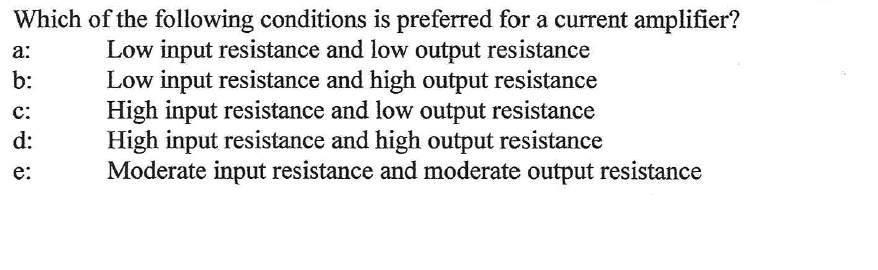 Which of the following conditions is preferred for a current amplifier?
a: Low input resistance and low output resistance
b: Low input resistance and high output resistance
c: High input resistance and low output resistance
d: High input resistance and high output resistance
e: Moderate input resistance and moderate output resistance